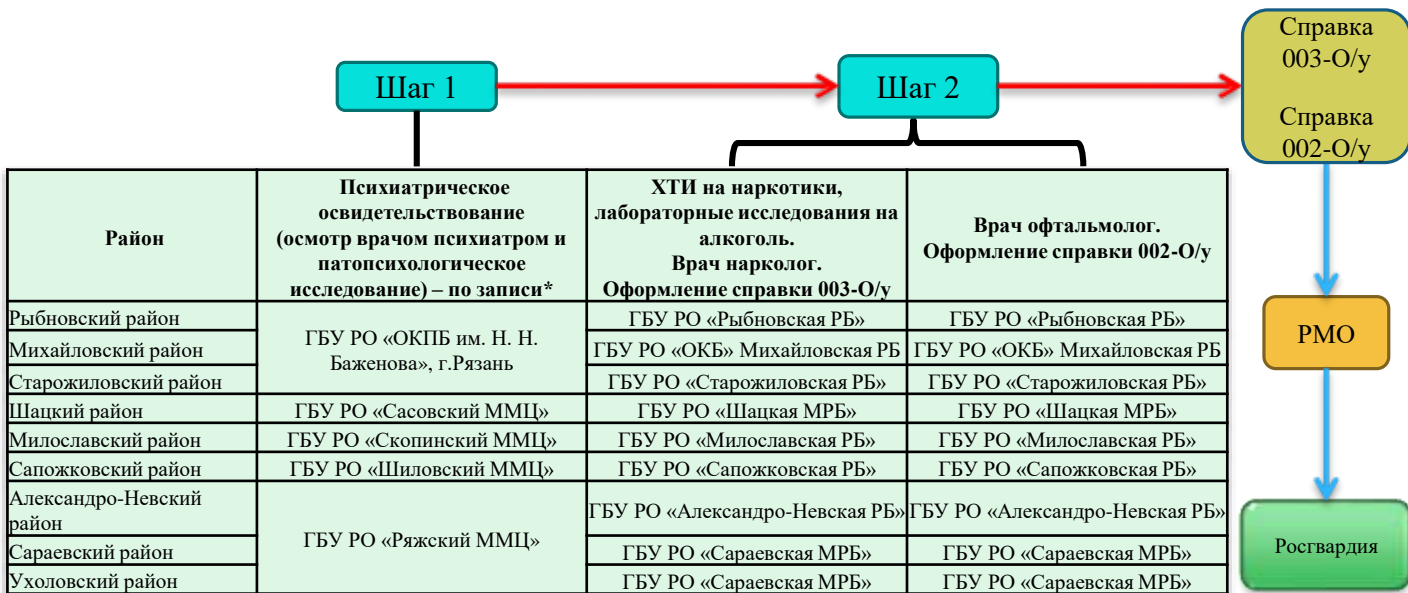 Шаг 1
Шаг 2
Справка
003-О/у
Справка
002-О/у
Район
Психиатрическое
освидетельствование
(осмотр врачом психиатром и
патопсихологическое
исследование) – по записи*
ХТИ на наркотики,
лабораторные исследования на
алкоголь.
Врач нарколог.
Оформление справки 003-О/у
Врач офтальмолог.
Оформление справки 002-О/у
Рыбновский район
ГБУ РО «ОКПБ им. Н. Н.
Баженова», г.Рязань
ГБУ РО «Рыбновская РБ»
ГБУ РО «Рыбновская РБ»
Михайловский район
ГБУ РО «ОКБ» Михайловская РБ
ГБУ РО «ОКБ» Михайловская РБ
Старожиловский район
ГБУ РО «Старожиловская РБ»
ГБУ РО «Старожиловская РБ»
Шацкий район
ГБУ РО «Сасовский ММЦ»
ГБУ РО «Шацкая МРБ»
ГБУ РО «Шацкая МРБ»
Милославский район
ГБУ РО «Скопинский ММЦ»
ГБУ РО «Милославская РБ»
ГБУ РО «Милославская РБ»
Сапожковский район
ГБУ РО «Шиловский ММЦ»
ГБУ РО «Сапожковская РБ»
ГБУ РО «Сапожковская РБ»
Александро-Невский
район
ГБУ РО «Ряжский ММЦ»
ГБУ РО «Александро-Невская РБ»
ГБУ РО «Александро-Невская РБ»
Сараевский район
ГБУ РО «Сараевская МРБ»
ГБУ РО «Сараевская МРБ»
Ухоловский район
ГБУ РО «Сараевская МРБ»
ГБУ РО «Сараевская МРБ»
РМО
Росгвардия